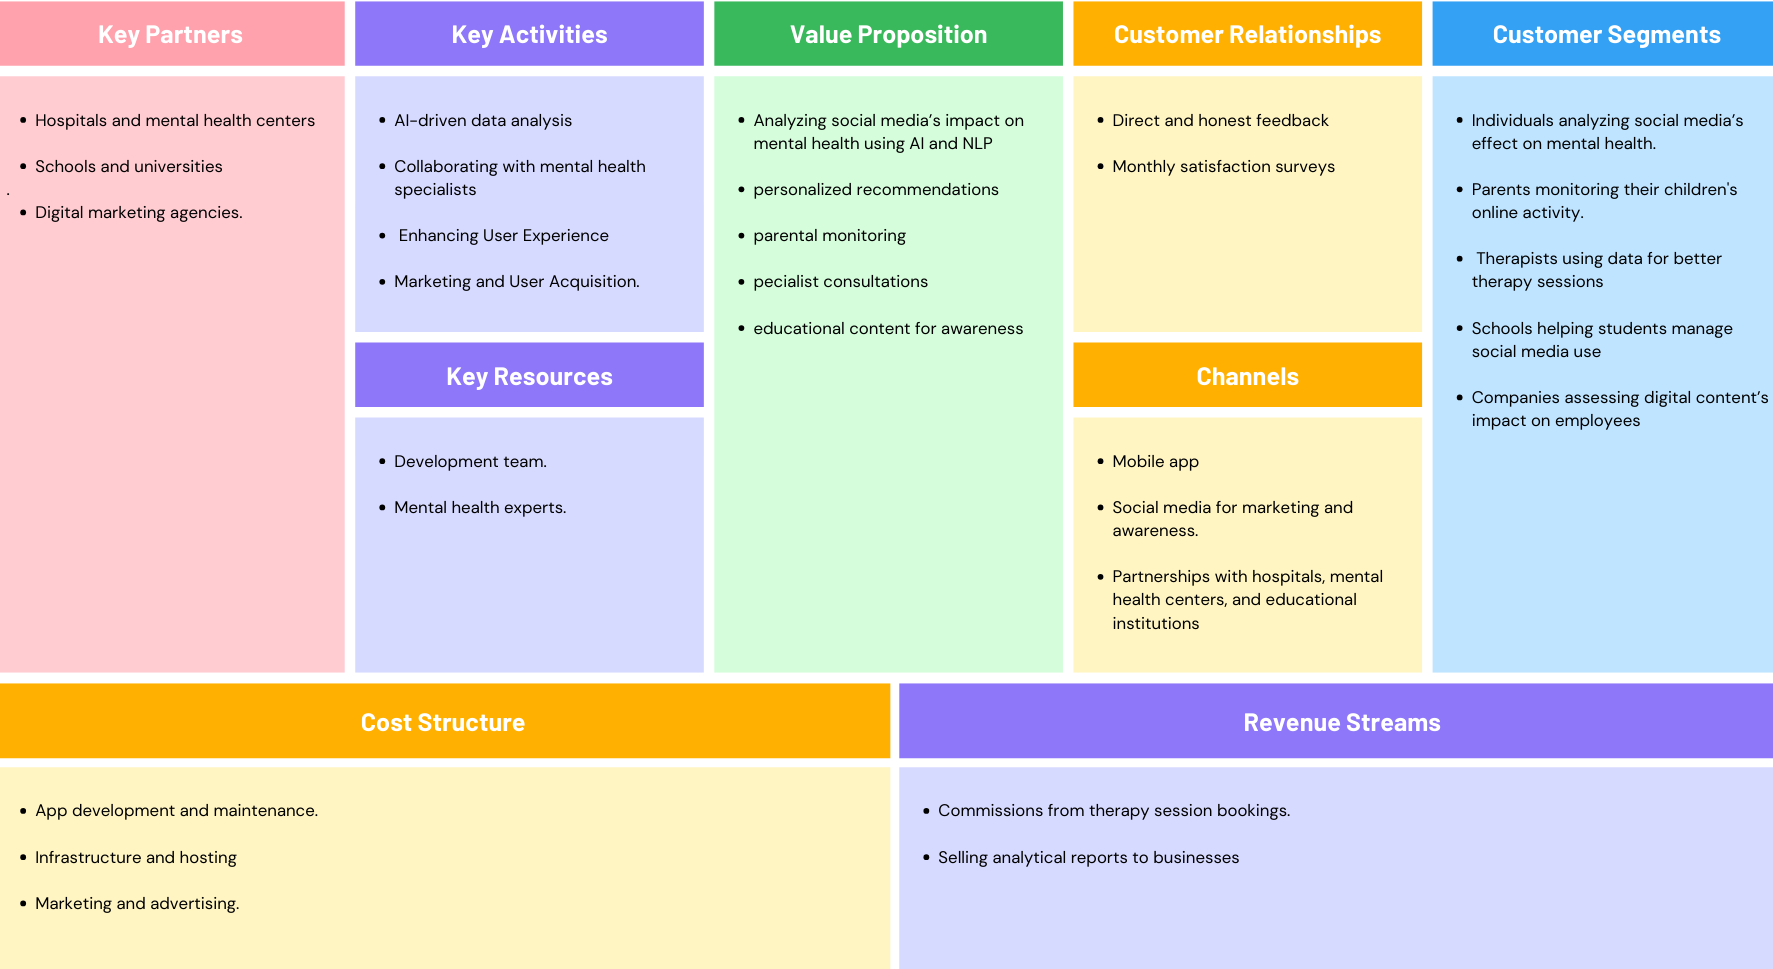 Key Partners
• Hospitals and mental health centers
• Schools and universities
.
• Digital marketing agencies.
Key Activities
• AI-driven data analysis
• Collaborating with mental health
specialists
• Enhancing User Experience
• Marketing and User Acquisition.
Key Resources
• Development team.
• Mental health experts.
Value Proposition
• Analyzing social media’s impact on
mental health using AI and NLP
• personalized recommendations
• parental monitoring
• pecialist consultations
• educational content for awareness
Customer Relationships
• Direct and honest feedback
• Monthly satisfaction surveys
Channels
• Mobile app
• Social media for marketing and
awareness.
• Partnerships with hospitals, mental
health centers, and educational
institutions
Customer Segments
• Individuals analyzing social media’s
effect on mental health.
• Parents monitoring their children's
online activity.
• Therapists using data for better
therapy sessions
• Schools helping students manage
social media use
• Companies assessing digital content’s
impact on employees
Cost Structure
• App development and maintenance.
• Infrastructure and hosting
• Marketing and advertising.
Revenue Streams
• Commissions from therapy session bookings.
• Selling analytical reports to businesses